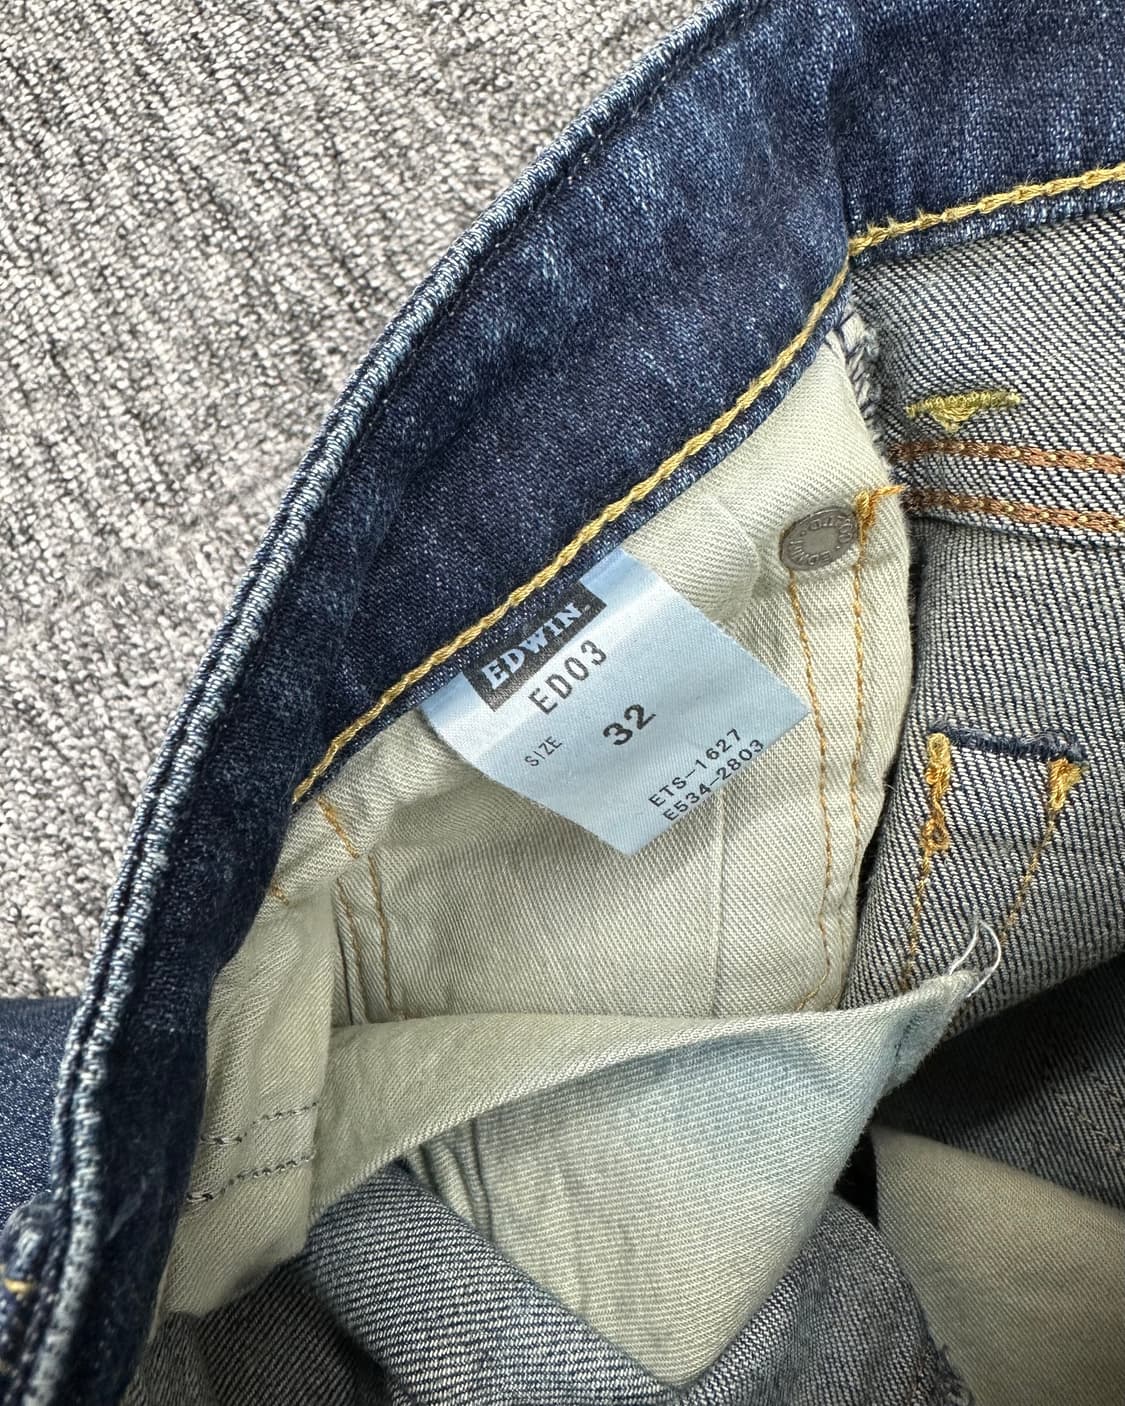 EDWIN
ED03
SIZE 32
ETS-1627
E534-2803